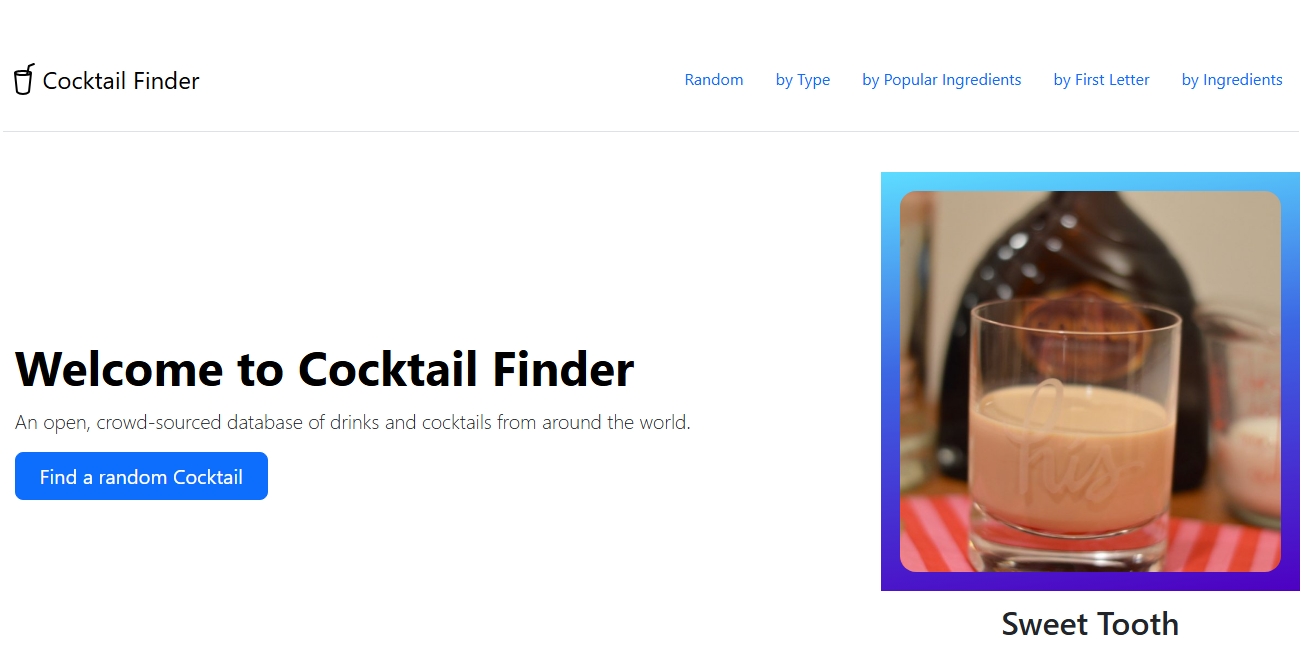 Cocktail Finder
Random by Type by Popular Ingredients by First Letter by Ingredients
Welcome to Cocktail Finder
An open, crowd-sourced database of drinks and cocktails from around the world.
Find a random Cocktail
his
Sweet Tooth